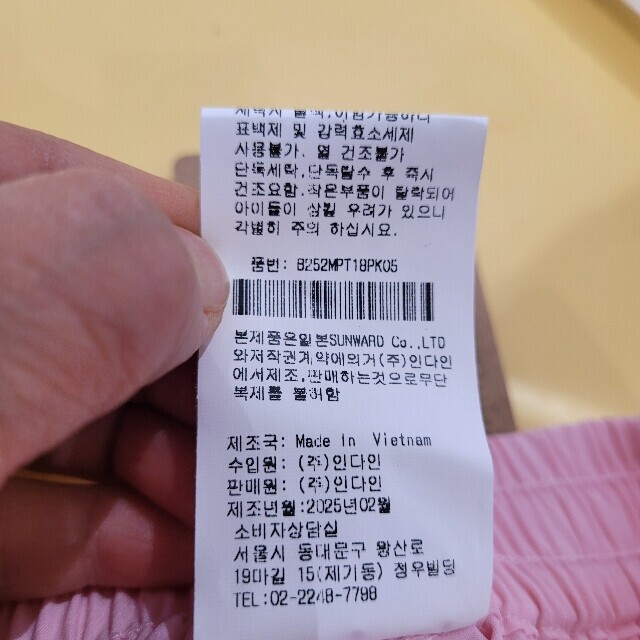 표백제 및 강력효소세제
사용불가. 열 건조불가
단독세탁,단독탈수 후 즉시
건조요함.작은부품이 탈락되어
아이들이 삼킬 우려가 있으니
각별히 주의 하십시요.
품번: B252MPT18PK05
본제품은일본SUNWARD Co.,LTD
와저작권계약에의거(주)인다인
에서제조,판매하는것으로무단
복제를 불허함
제조국: Made In Vietnam
수입원: (주)인다인
판매원: (주)인다인
제조년월:2025년02월
소비자상담실
서울시 동대문구 왕산로
19마길 15(제기동) 정우빌딩
TEL:02-2248-7798